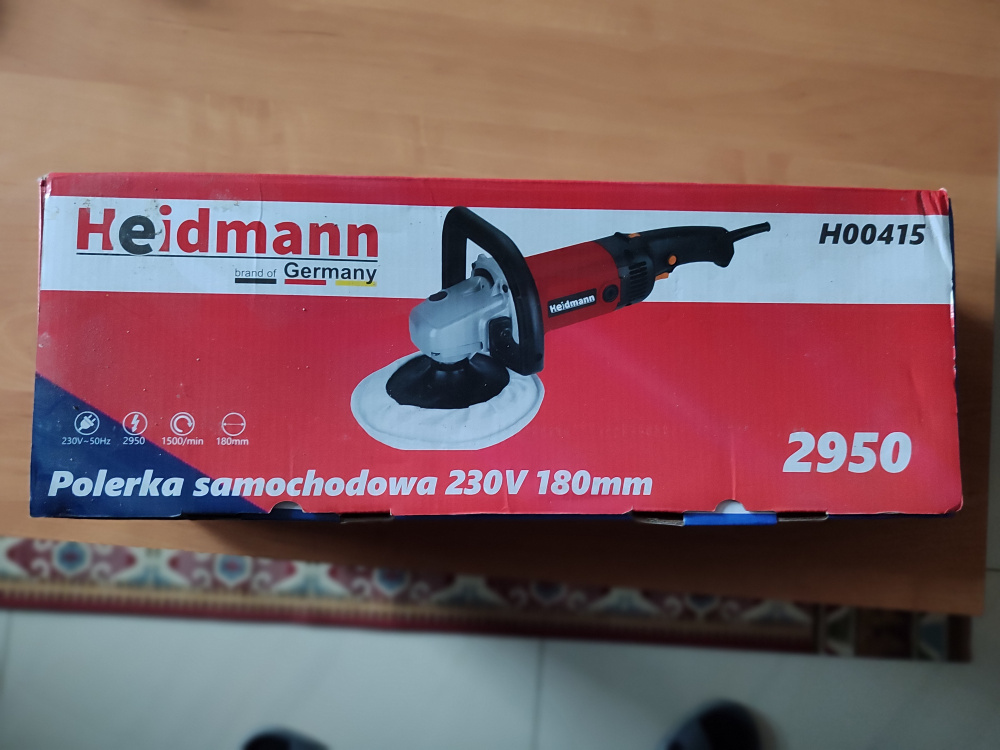 Heidmann
brand of Germany
H00415
Heidmann
230V~50Hz
2950
1500/min
180mm
2950
Polerka samochodowa 230V 180mm